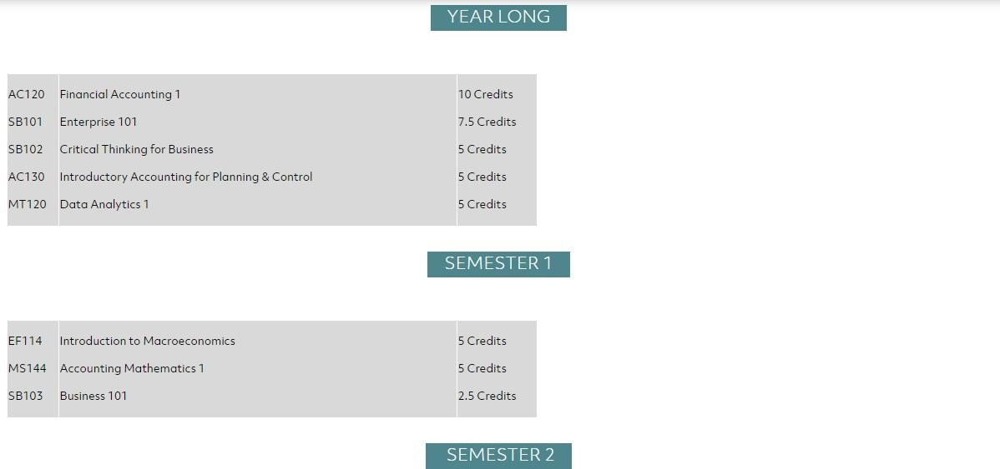 YEAR LONG
AC120 Financial Accounting 1 10 Credits
SB101 Enterprise 101 7.5 Credits
SB102 Critical Thinking for Business 5 Credits
AC130 Introductory Accounting for Planning & Control 5 Credits
MT120 Data Analytics 1 5 Credits
SEMESTER 1
EF114 Introduction to Macroeconomics 5 Credits
MS144 Accounting Mathematics 1 5 Credits
SB103 Business 101 2.5 Credits
SEMESTER 2